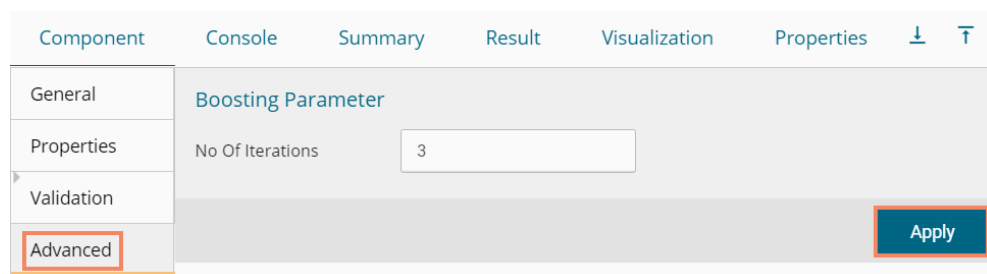 Component Console Summary Result Visualization Properties
General
Boosting Parameter
Properties
No Of Iterations 3
Validation
Advanced
Apply